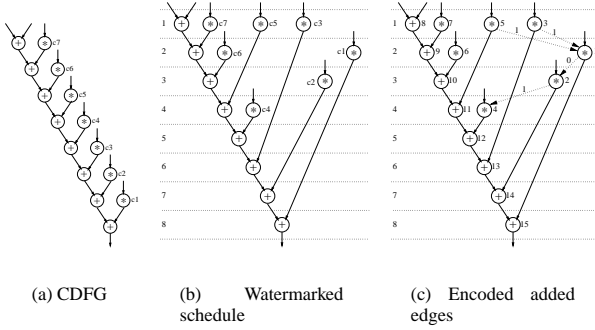 1 + 8 * 7 * 5 * 3
+ * c7 1 + * c7 * c5 * c3 1 1
+ * c6 2 + * c6 c1 * 2 + 9 * 6 * 0
+ * c5 3 + c2 * 3 + 10 * 2 1
+ * c4 4 + * c4 4 + 11 * 4
+ * c3 5 + 5 + 12
+ * c2 6 + 6 + 13
+ * c1 7 + 7 + 14
+ 8 + 8 + 15
(a) CDFG (b) Watermarked schedule
(c) Encoded added edges